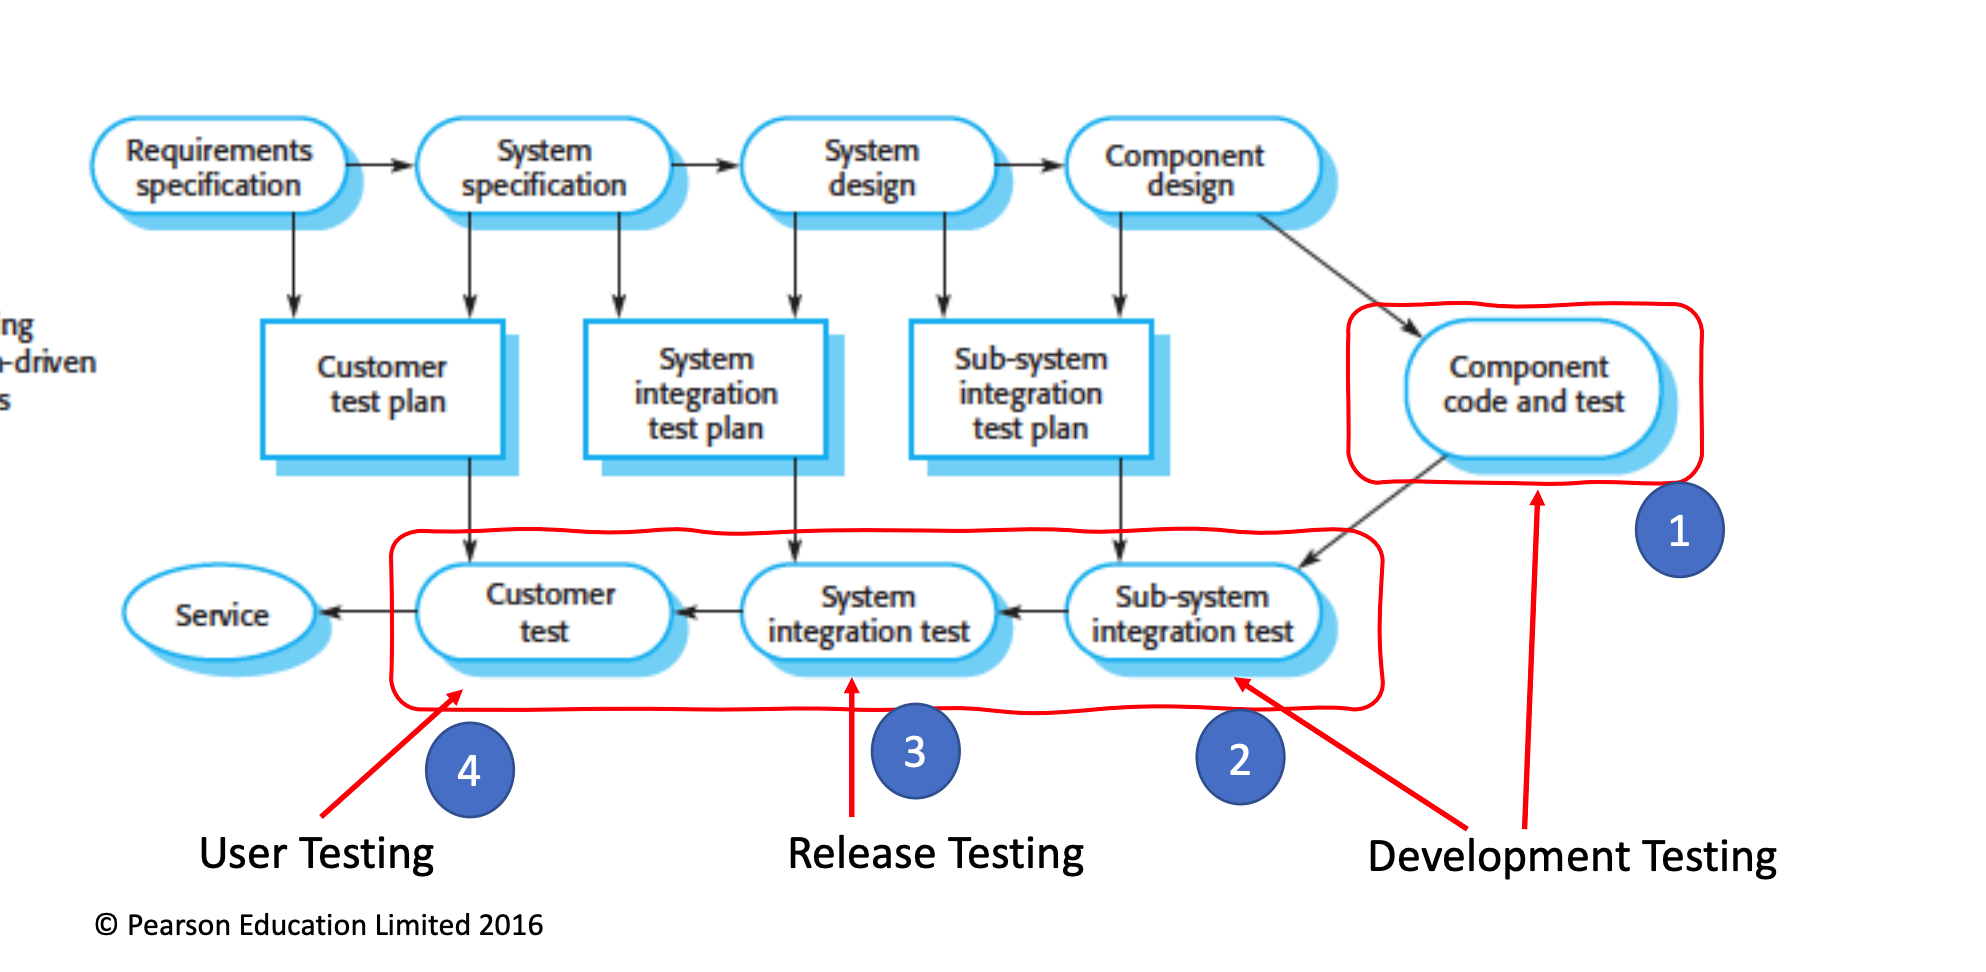 Requirements
specification
System
specification
System
design
Component
design
ing
-driven
s
Customer
test plan
System
integration
test plan
Sub-system
integration
test plan
Component
code and test
1
Service
Customer
test
System
integration test
Sub-system
integration test
4
3
2
User Testing
Release Testing
Development Testing
© Pearson Education Limited 2016